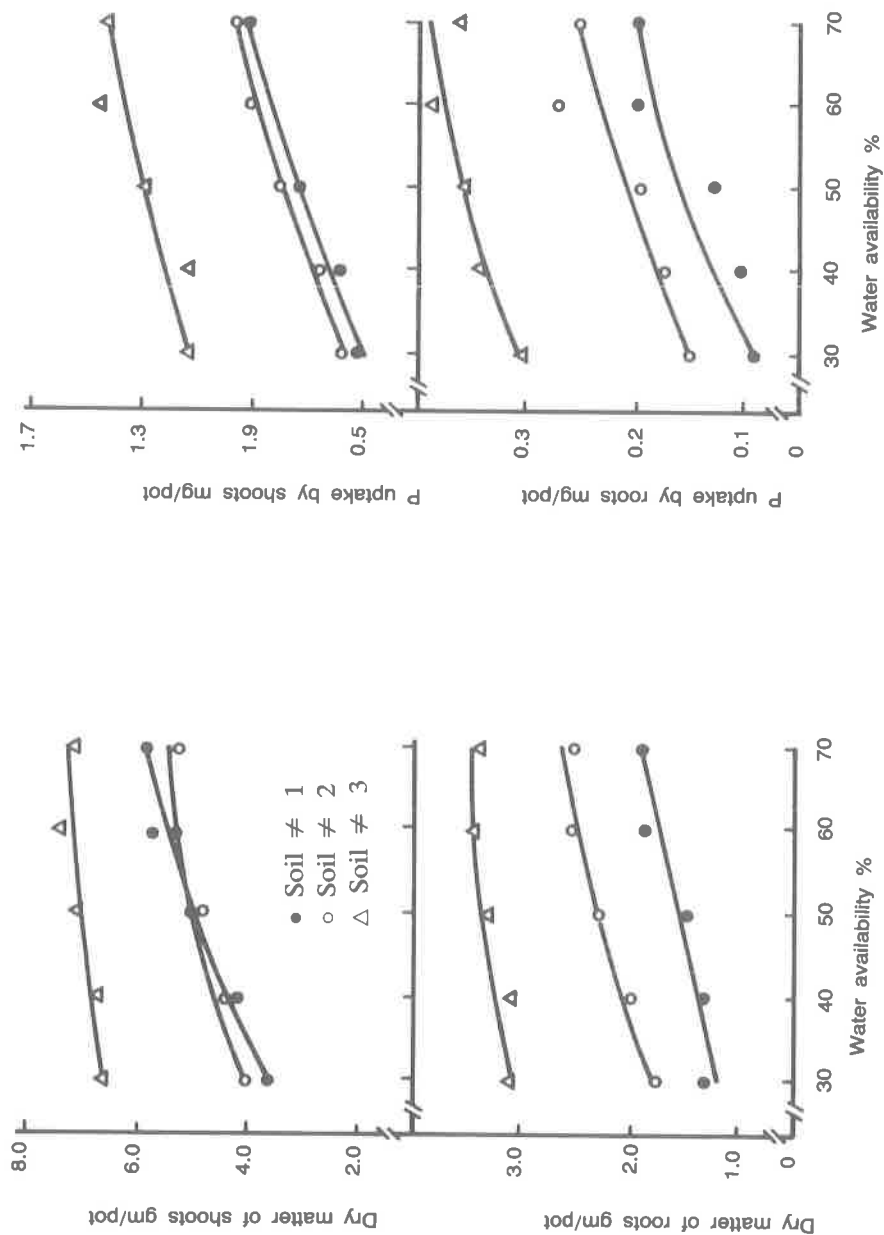 Dry matter of shoots gm/pot
8.0
6.0
4.0
2.0
● Soil ≠ 1
○ Soil ≠ 2
△ Soil ≠ 3
Dry matter of roots gm/pot
3.0
2.0
1.0
0
30 40 50 60 70
Water availability %
P uptake by shoots mg/pot
1.7
1.3
1.9
0.5
P uptake by roots mg/pot
0.3
0.2
0.1
0
30 40 50 60 70
Water availability %